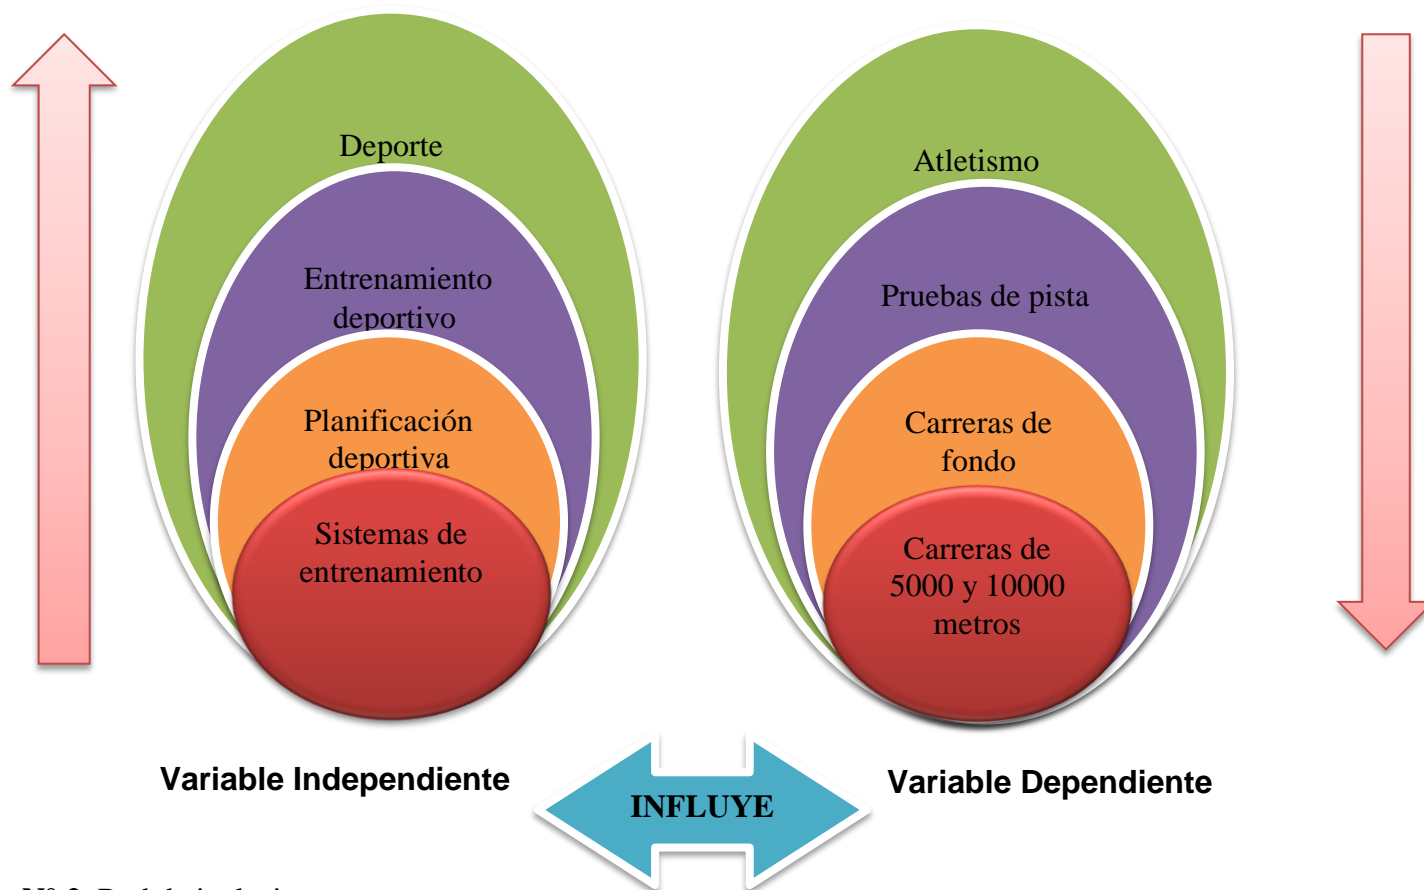 Deporte
Entrenamiento
deportivo
Planificación
deportiva
Sistemas de
entrenamiento
Atletismo
Pruebas de pista
Carreras de
fondo
Carreras de
5000 y 10000
metros
Variable Independiente
INFLUYE
Variable Dependiente